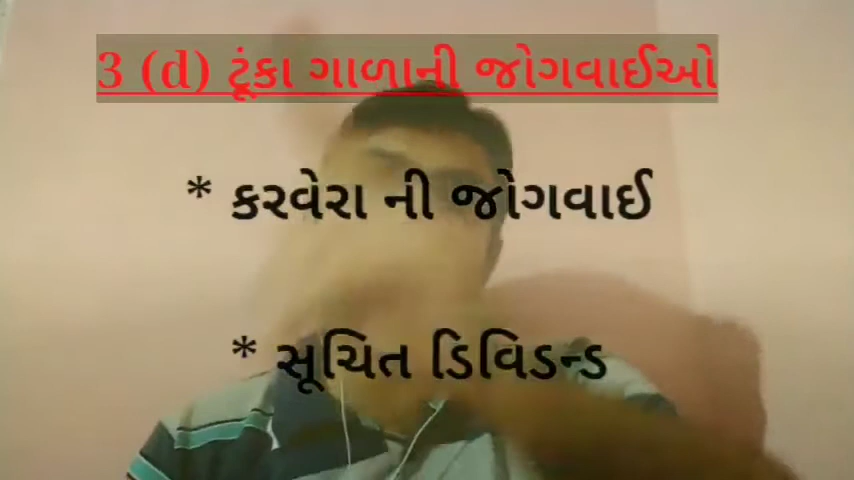 3 (d) ટૂંકા ગાળાની જોગવાઈઓ
* કરવેરા ની જોગવાઈ
* સૂચિત ડિવિડન્ડ